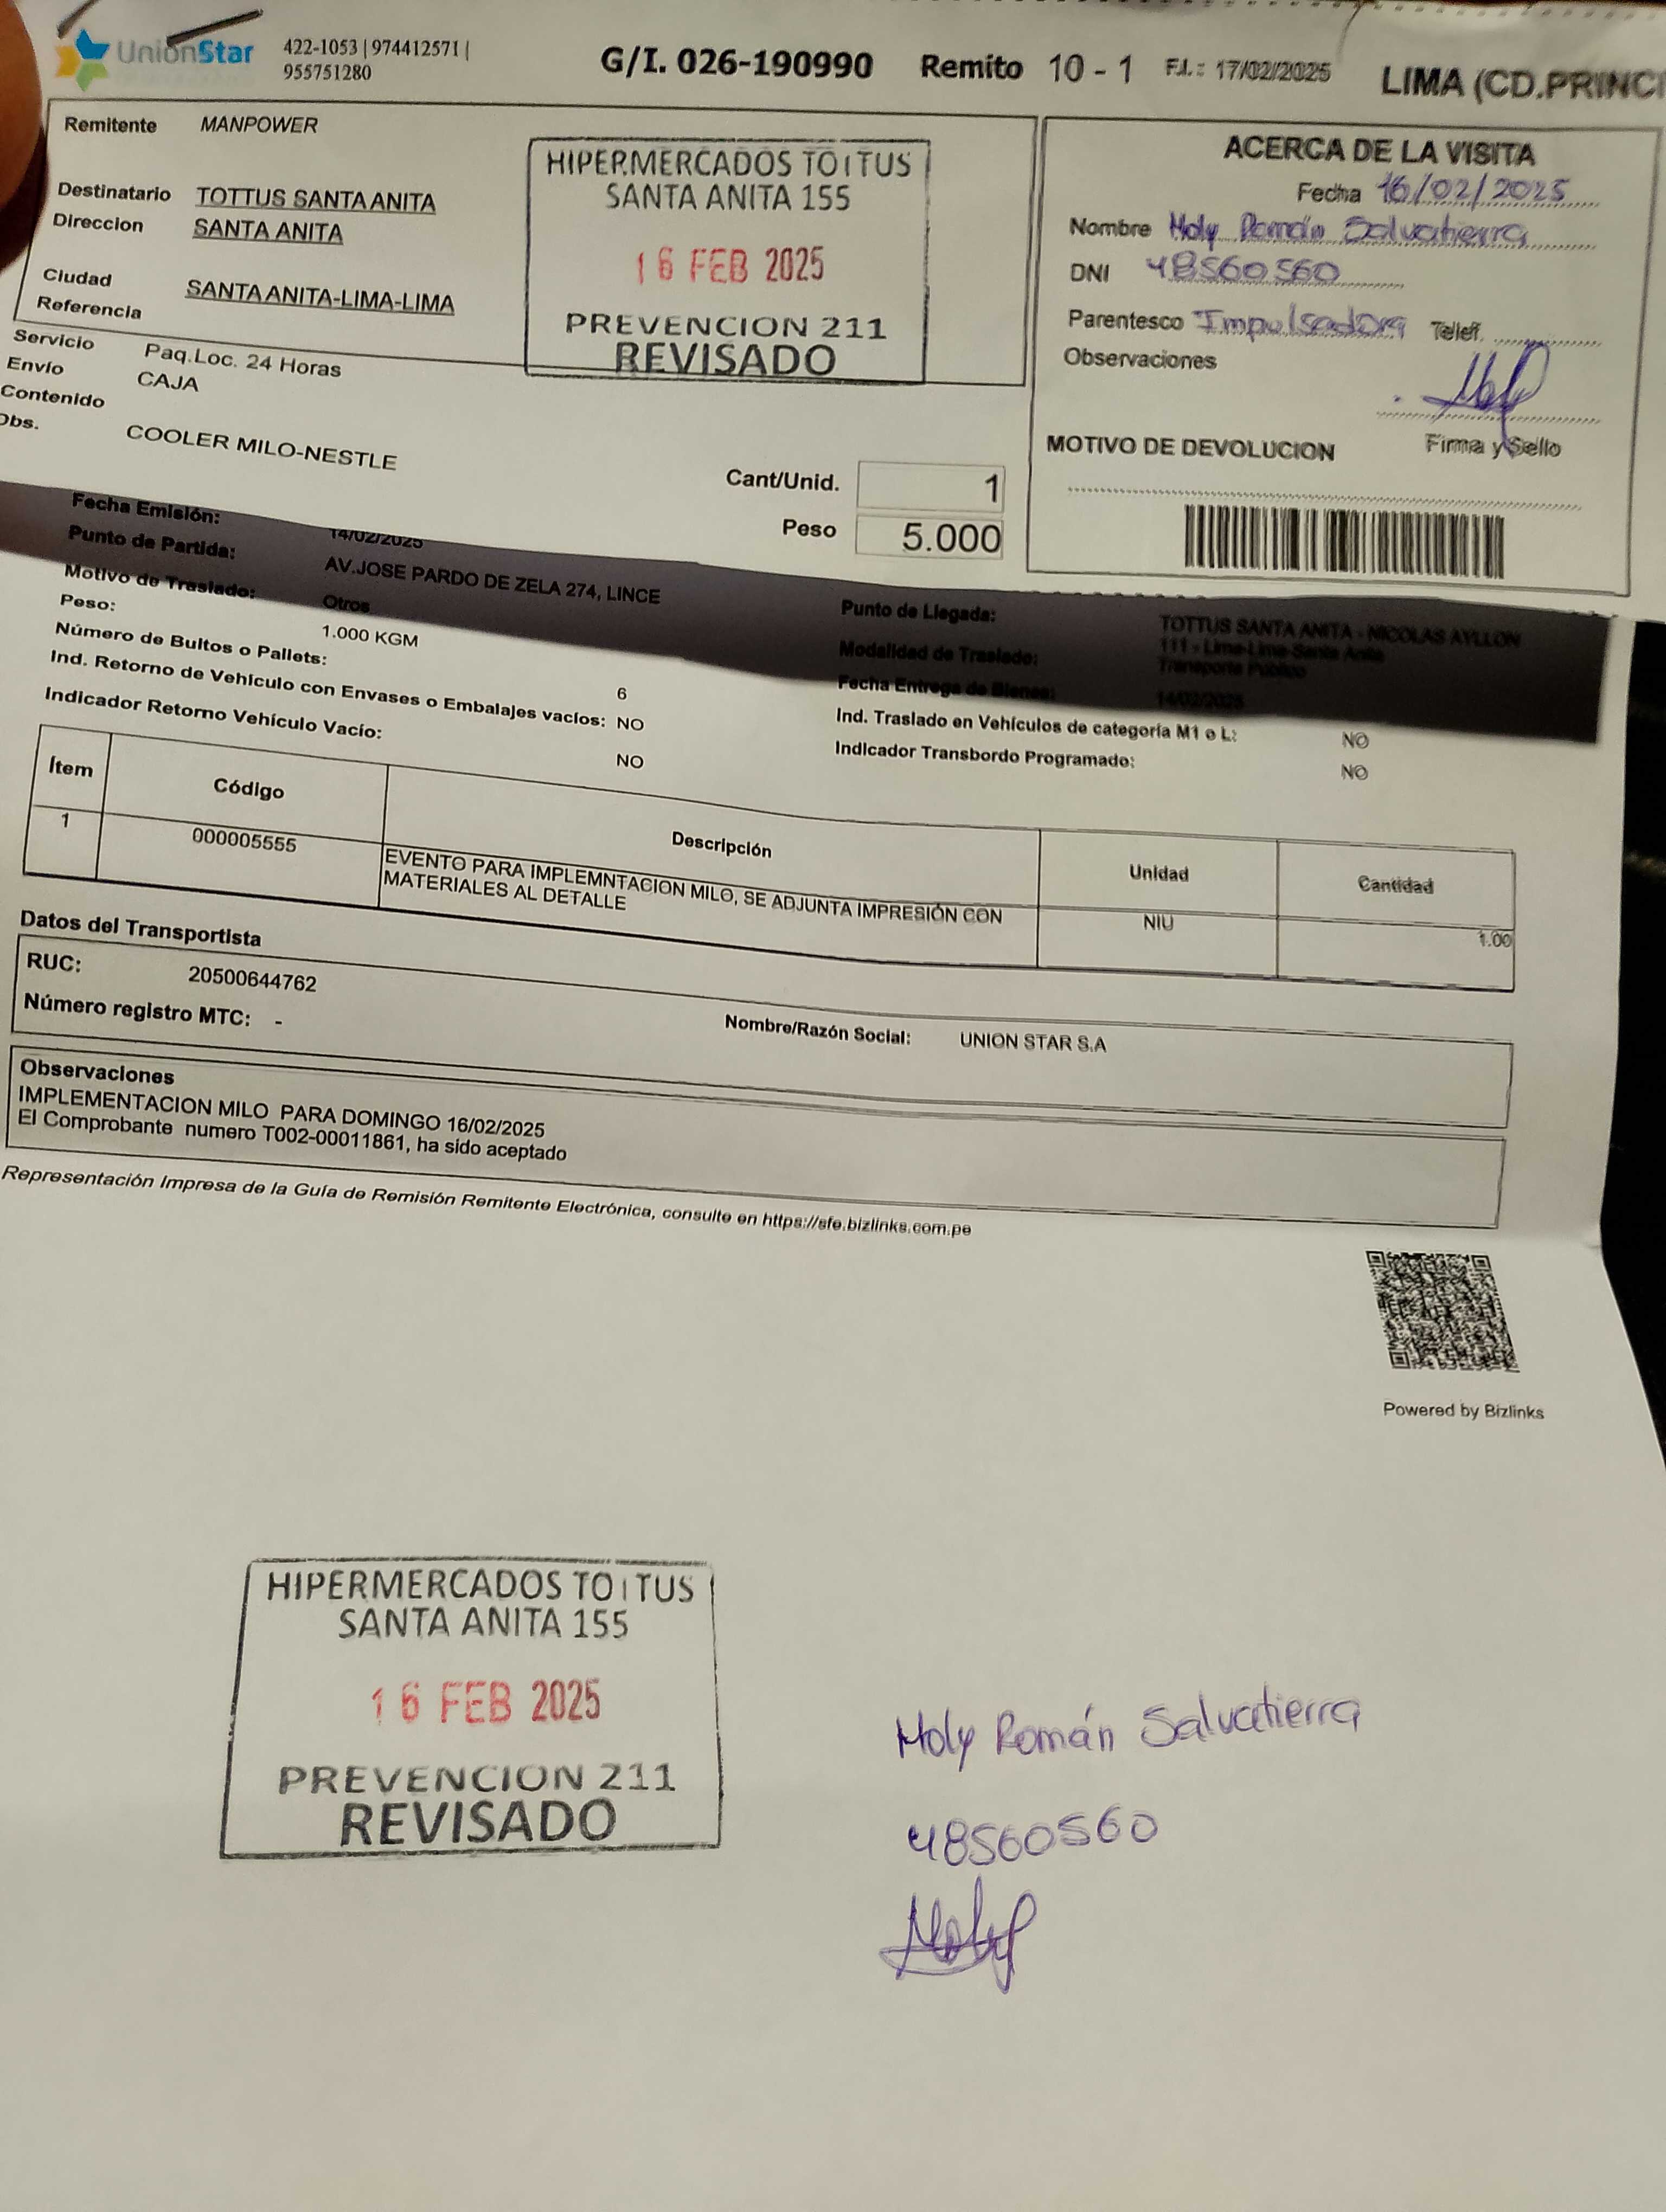 UnionStar
422-1053 | 974412571 |
955751280
G/I. 026-190990 Remito 10 - 1 F.I.: 17/02/2025 LIMA (CD.PRINCI
Remitente MANPOWER
Destinatario TOTTUS SANTA ANITA
Direccion SANTA ANITA
Ciudad SANTA ANITA-LIMA-LIMA
Referencia
Servicio Paq.Loc. 24 Horas
Envío CAJA
Contenido
Obs. COOLER MILO-NESTLE
HIPERMERCADOS TOTTUS
SANTA ANITA 155
16 FEB 2025
PREVENCION 211
REVISADO
Cant/Unid. 1
Peso 5.000
ACERCA DE LA VISITA
Fecha 16/02/2025
Nombre Holy Román Salvatierra
DNI 48560560
Parentesco Impulsadora Telef.
Observaciones
Firma y Sello
MOTIVO DE DEVOLUCION
Fecha Emisión: 14/02/2025
Punto de Partida: AV.JOSE PARDO DE ZELA 274, LINCE
Motivo de Traslado: Otros
Peso: 1.000 KGM
Número de Bultos o Pallets: 6
Ind. Retorno de Vehículo con Envases o Embalajes vacíos: NO
Indicador Retorno Vehículo Vacío: NO
Punto de Llegada: TOTTUS SANTA ANITA - NICOLAS AYLLON
111 - Lima-Lima-Santa Anita
Modalidad de Traslado: Transporte Público
Fecha Entrega de Bienes: 14/02/2025
Ind. Traslado en Vehículos de categoría M1 o L: NO
Indicador Transbordo Programado: NO
Ítem Código Descripción Unidad Cantidad
1 000005555 EVENTO PARA IMPLEMNTACION MILO, SE ADJUNTA IMPRESIÓN CON
MATERIALES AL DETALLE NIU 1.00
Datos del Transportista
RUC: 20500644762
Nombre/Razón Social: UNION STAR S.A
Número registro MTC: -
Observaciones
IMPLEMENTACION MILO PARA DOMINGO 16/02/2025
El Comprobante numero T002-00011861, ha sido aceptado
Representación Impresa de la Guía de Remisión Remitente Electrónica, consulte en https://sfe.bizlinks.com.pe
Powered by Bizlinks
HIPERMERCADOS TOTTUS
SANTA ANITA 155
16 FEB 2025
PREVENCION 211
REVISADO
Holy Román Salvatierra
48560560